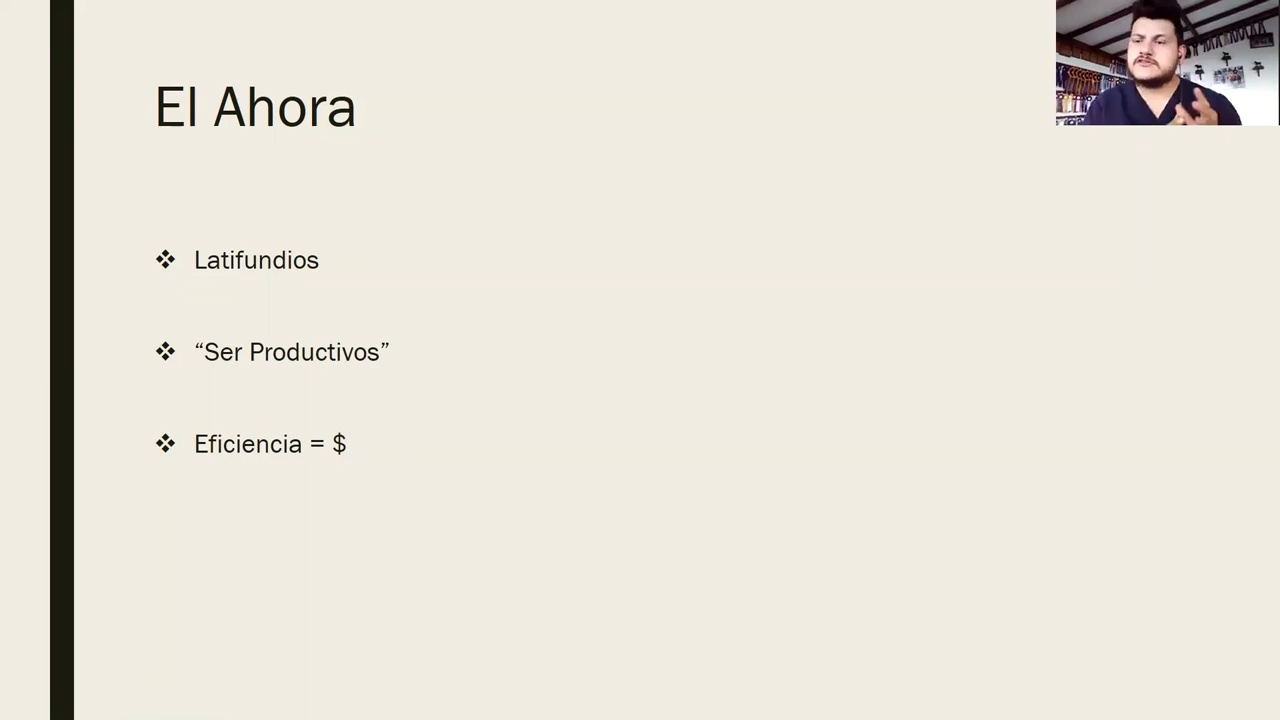 El Ahora
❖ Latifundios
❖ “Ser Productivos”
❖ Eficiencia = $